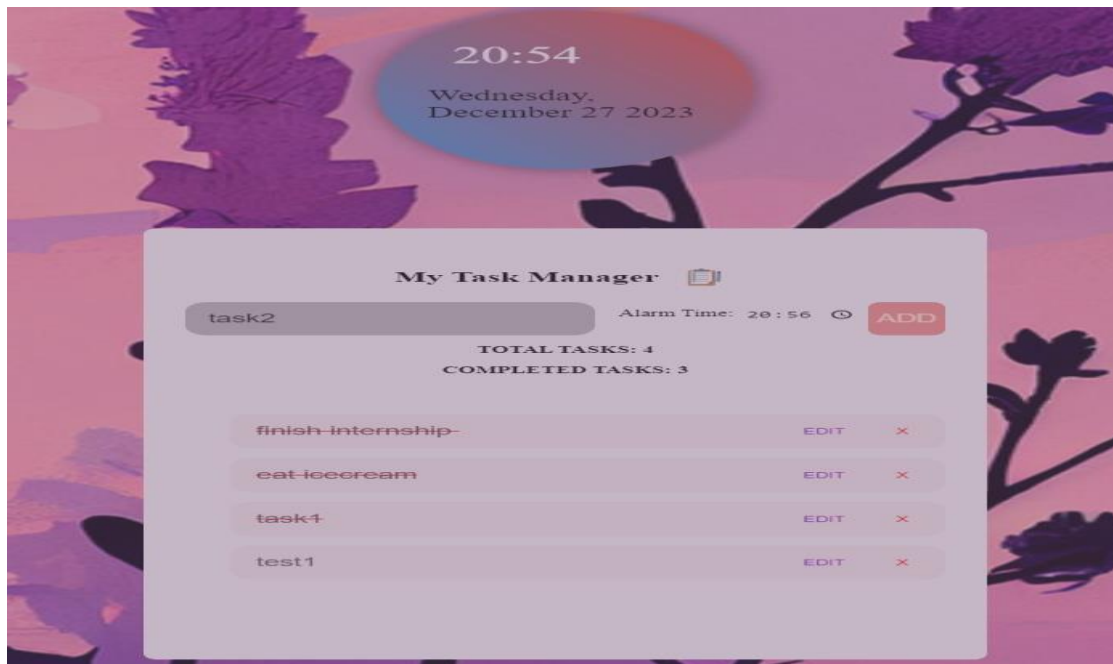 20:54
Wednesday,
December 27 2023
My Task Manager
task2 Alarm Time: 20:56 ADD
TOTAL TASKS: 4
COMPLETED TASKS: 3
finish internship EDIT ×
eat icecream EDIT ×
task1 EDIT ×
test1 EDIT ×